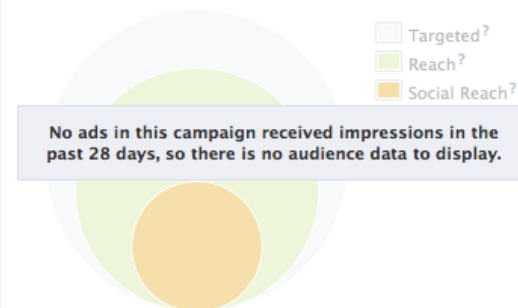 Targeted?
Reach?
Social Reach?
No ads in this campaign received impressions in the
past 28 days, so there is no audience data to display.